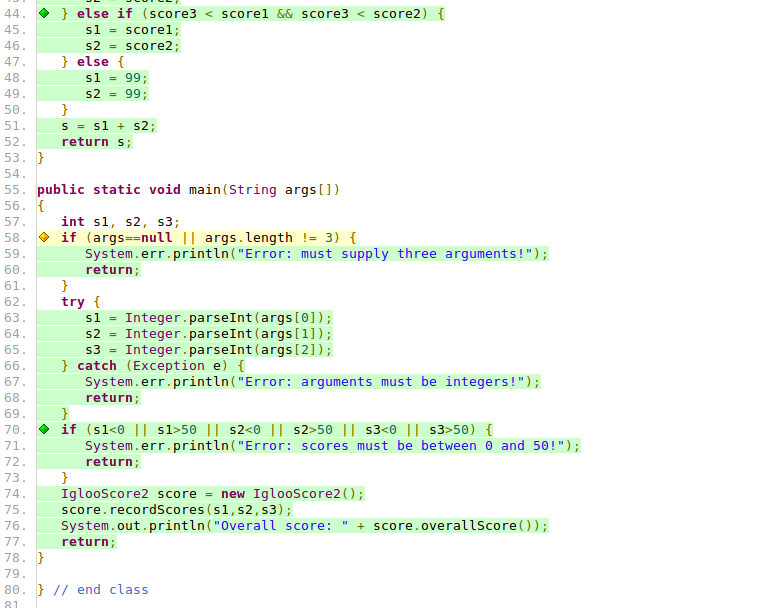 43. s2 = score2;
44. } else if (score3 < score1 && score3 < score2) {
45. s1 = score1;
46. s2 = score2;
47. } else {
48. s1 = 99;
49. s2 = 99;
50. }
51. s = s1 + s2;
52. return s;
53. }
54.
55. public static void main(String args[])
56. {
57. int s1, s2, s3;
58. if (args==null || args.length != 3) {
59. System.err.println("Error: must supply three arguments!");
60. return;
61. }
62. try {
63. s1 = Integer.parseInt(args[0]);
64. s2 = Integer.parseInt(args[1]);
65. s3 = Integer.parseInt(args[2]);
66. } catch (Exception e) {
67. System.err.println("Error: arguments must be integers!");
68. return;
69. }
70. if (s1<0 || s1>50 || s2<0 || s2>50 || s3<0 || s3>50) {
71. System.err.println("Error: scores must be between 0 and 50!");
72. return;
73. }
74. IglooScore2 score = new IglooScore2();
75. score.recordScores(s1,s2,s3);
76. System.out.println("Overall score: " + score.overallScore());
77. return;
78. }
79.
80. } // end class
81.